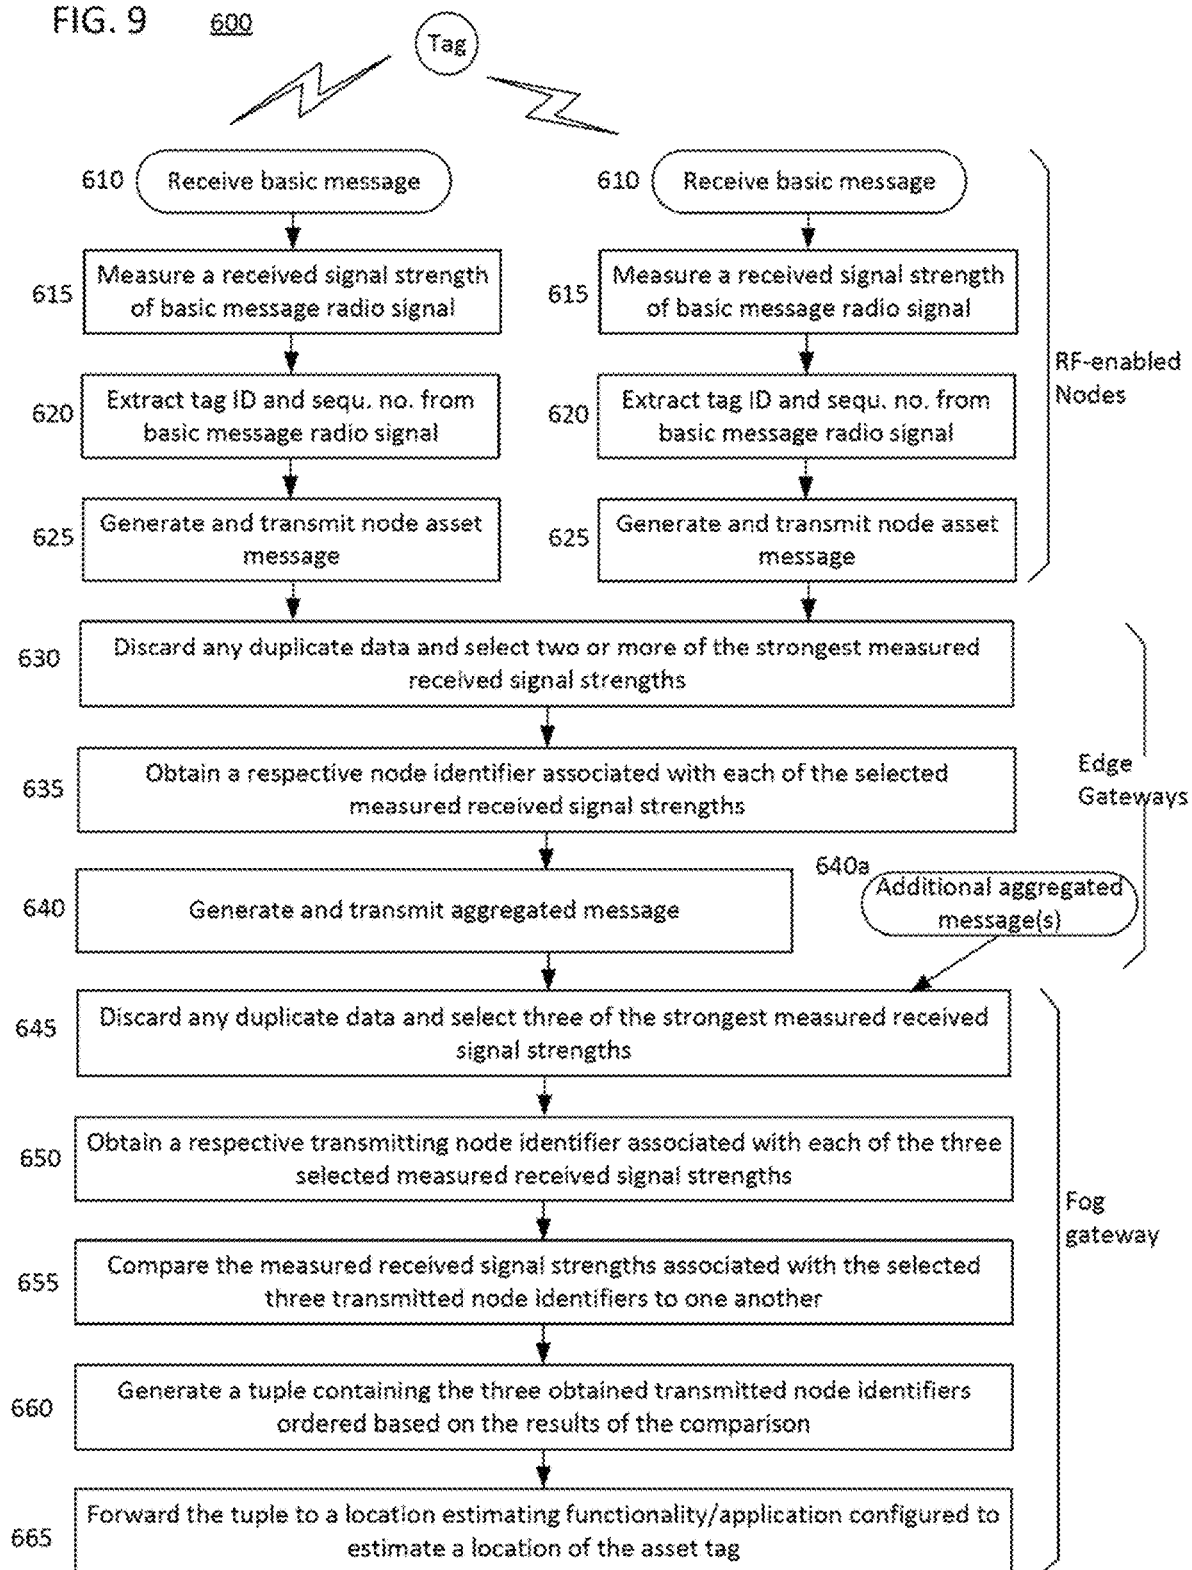 FIG. 9 600
Tag
610 Receive basic message 610 Receive basic message
615 Measure a received signal strength of basic message radio signal
615 Measure a received signal strength of basic message radio signal
RF-enabled Nodes
620 Extract tag ID and sequ. no. from basic message radio signal
620 Extract tag ID and sequ. no. from basic message radio signal
625 Generate and transmit node asset message
625 Generate and transmit node asset message
630 Discard any duplicate data and select two or more of the strongest measured
received signal strengths
Edge
Gateways
635 Obtain a respective node identifier associated with each of the selected
measured received signal strengths
640 Generate and transmit aggregated message
640a
Additional aggregated
message(s)
645 Discard any duplicate data and select three of the strongest measured received
signal strengths
650 Obtain a respective transmitting node identifier associated with each of the three
selected measured received signal strengths
Fog
gateway
655 Compare the measured received signal strengths associated with the selected
three transmitted node identifiers to one another
660 Generate a tuple containing the three obtained transmitted node identifiers
ordered based on the results of the comparison
665 Forward the tuple to a location estimating functionality/application configured to
estimate a location of the asset tag